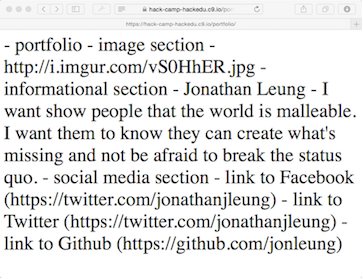 hack-camp-hackedu.c9.io/por
https://hack-camp-hackedu.c9.io/portfolio/
- portfolio - image section -
http://i.imgur.com/vS0HhER.jpg -
informational section - Jonathan Leung - I
want show people that the world is malleable.
I want them to know they can create what's
missing and not be afraid to break the status
quo. - social media section - link to Facebook
(https://twitter.com/jonathanjleung) - link to
Twitter (https://twitter.com/jonathanjleung) -
link to Github (https://github.com/jonleung)